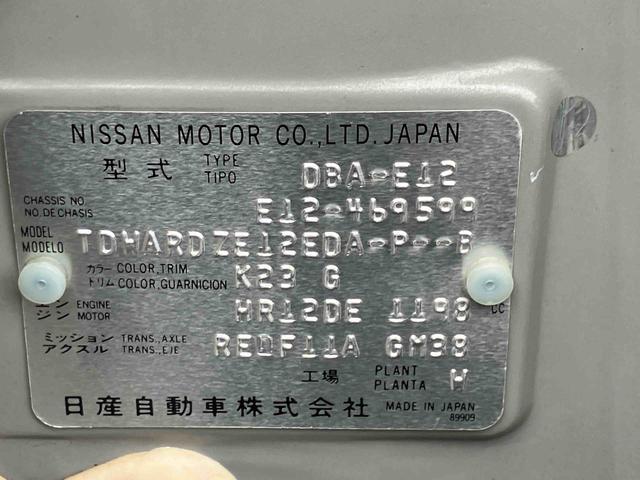 NISSAN MOTOR CO.,LTD. JAPAN
型式 TYPE TIPO DBA-E12
CHASSIS NO. NO. DE CHASIS E12-469599
MODEL MODELO TDHARDZE12EDA-P---B
カラー COLOR,TRIM トリム COLOR,GUARNICION K23 G
エンジン ENGINE MOTOR HR12DE 1198 CC
ミッション TRANS.,AXLE アクスル TRANS.,EJE RE0F11A GM38
工場 PLANT PLANTA H
日産自動車株式会社 MADE IN JAPAN
89909